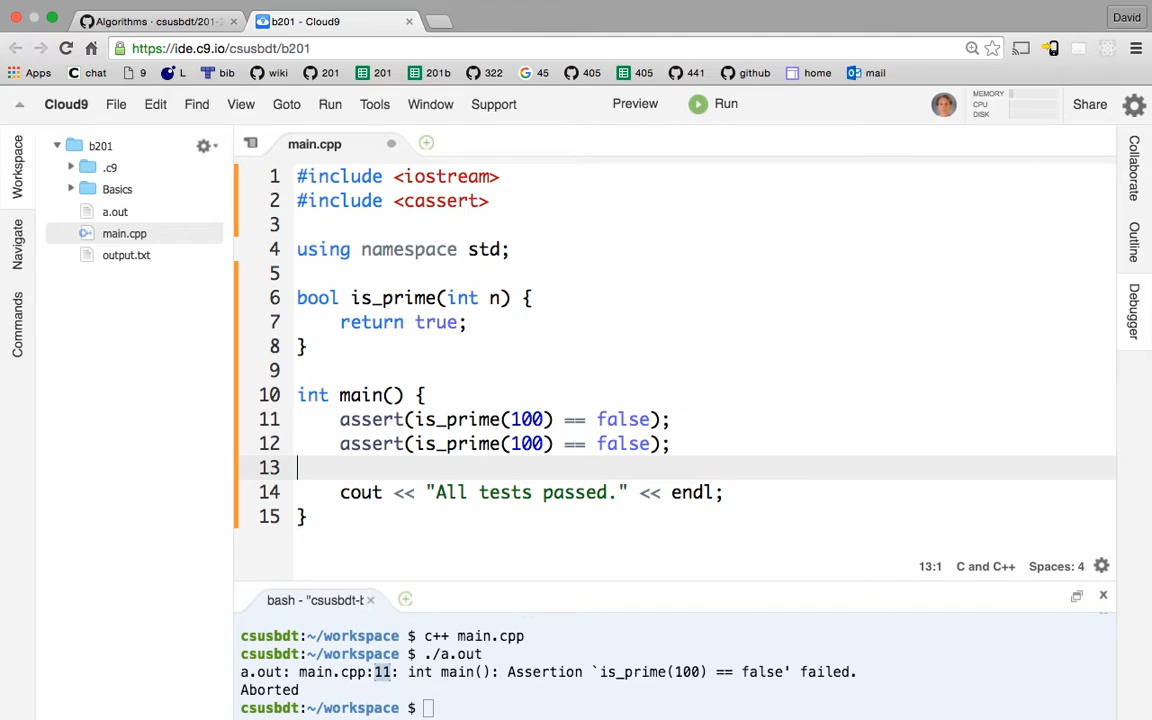 Algorithms · csusbdt/201-
b201 - Cloud9
David
https://ide.c9.io/csusbdt/b201
Apps chat 9 L bib wiki 201 201 201b 322 45 405 405 441 github home mail
Cloud9 File Edit Find View Goto Run Tools Window Support Preview Run MEMORY CPU DISK Share
Workspace
Navigate
Commands
b201
.c9
Basics
a.out
main.cpp
output.txt
main.cpp
1 #include <iostream>
2 #include <cassert>
3
4 using namespace std;
5
6 bool is_prime(int n) {
7 return true;
8 }
9
10 int main() {
11 assert(is_prime(100) == false);
12 assert(is_prime(100) == false);
13
14 cout << "All tests passed." << endl;
15 }
13:1 C and C++ Spaces: 4
Collaborate
Outline
Debugger
bash - "csusbdt-b
csusbdt:~/workspace $ c++ main.cpp
csusbdt:~/workspace $ ./a.out
a.out: main.cpp:11: int main(): Assertion `is_prime(100) == false' failed.
Aborted
csusbdt:~/workspace $